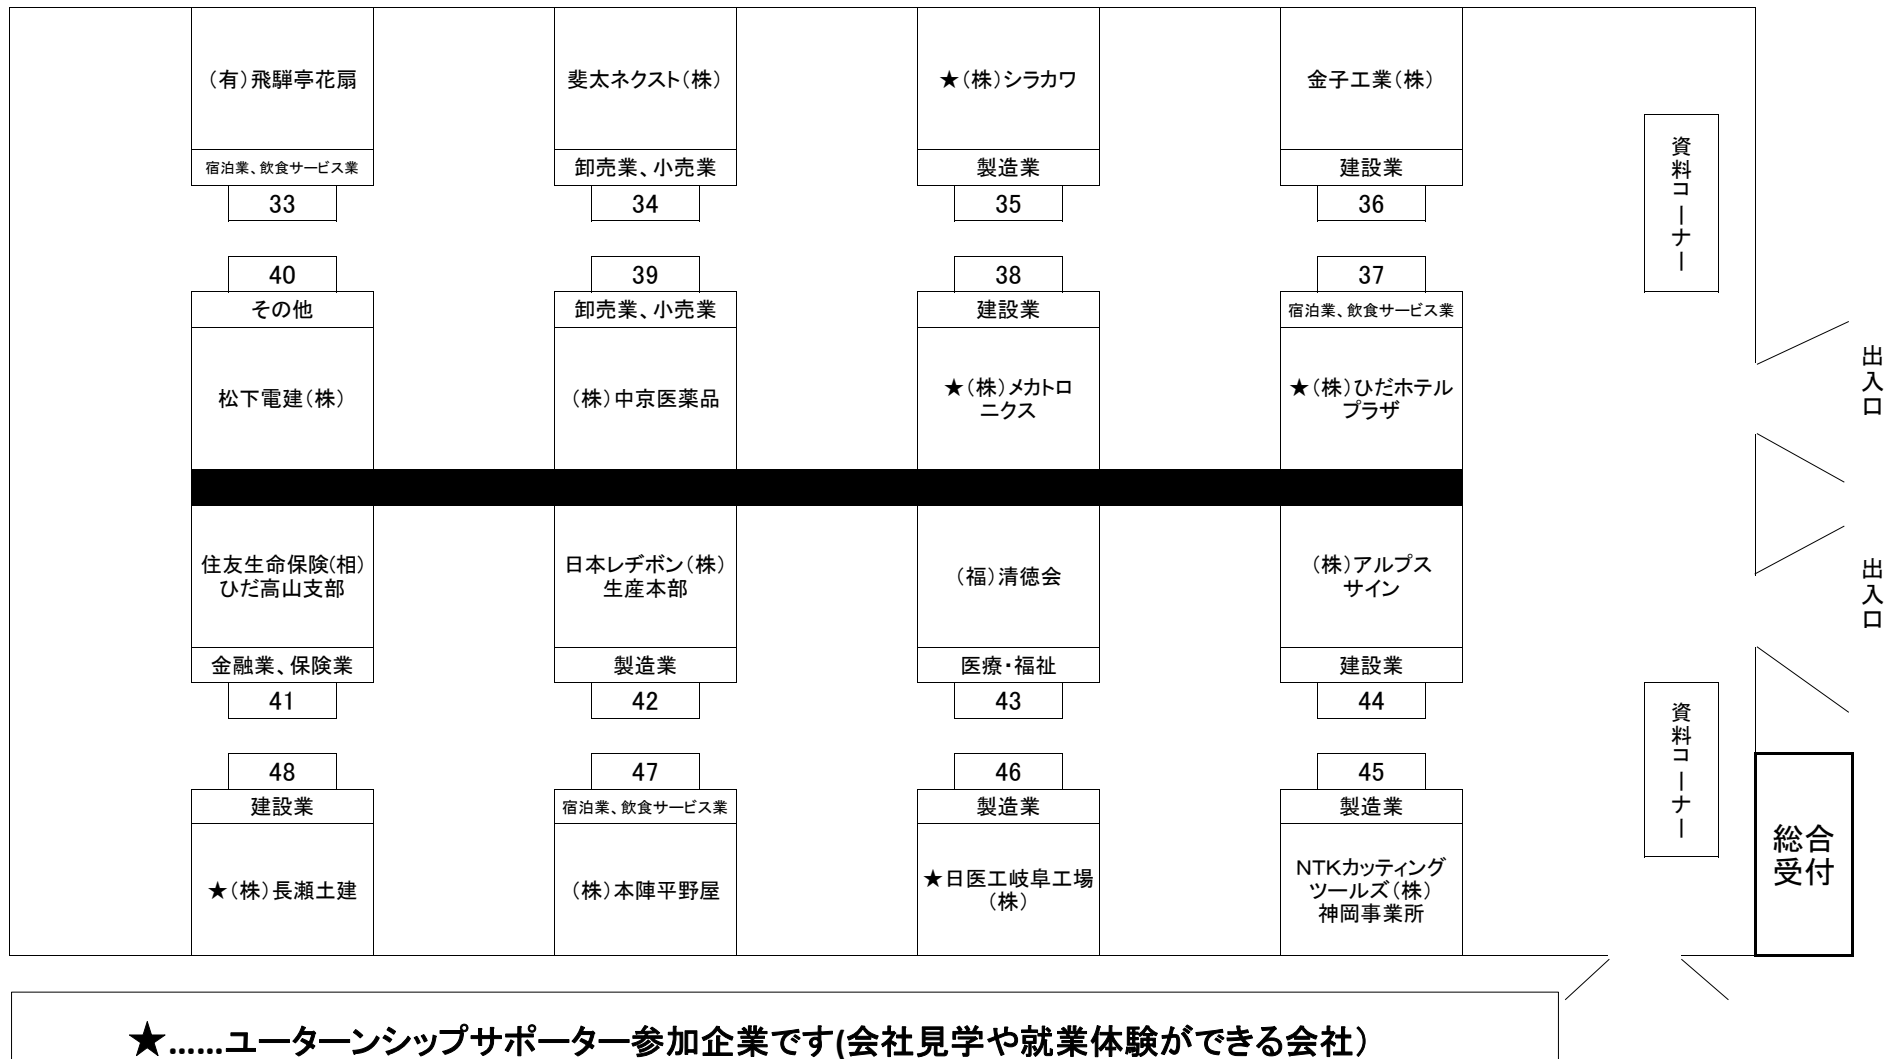 (有)飛騨亭花扇
宿泊業、飲食サービス業
33
斐太ネクスト(株)
卸売業、小売業
34
★(株)シラカワ
製造業
35
金子工業(株)
建設業
36
資料コーナー
40
その他
松下電建(株)
39
卸売業、小売業
(株)中京医薬品
38
建設業
★(株)メカトロ
ニクス
37
宿泊業、飲食サービス業
★(株)ひだホテル
プラザ
出入口
住友生命保険(相)
ひだ高山支部
金融業、保険業
41
日本レヂボン(株)
生産本部
製造業
42
(福)清徳会
医療・福祉
43
(株)アルプス
サイン
建設業
44
出入口
資料コーナー
48
建設業
★(株)長瀬土建
47
宿泊業、飲食サービス業
(株)本陣平野屋
46
製造業
★日医工岐阜工場
(株)
45
製造業
NTKカッティング
ツールズ(株)
神岡事業所
総合
受付
★……ユーターンシップサポーター参加企業です(会社見学や就業体験ができる会社)